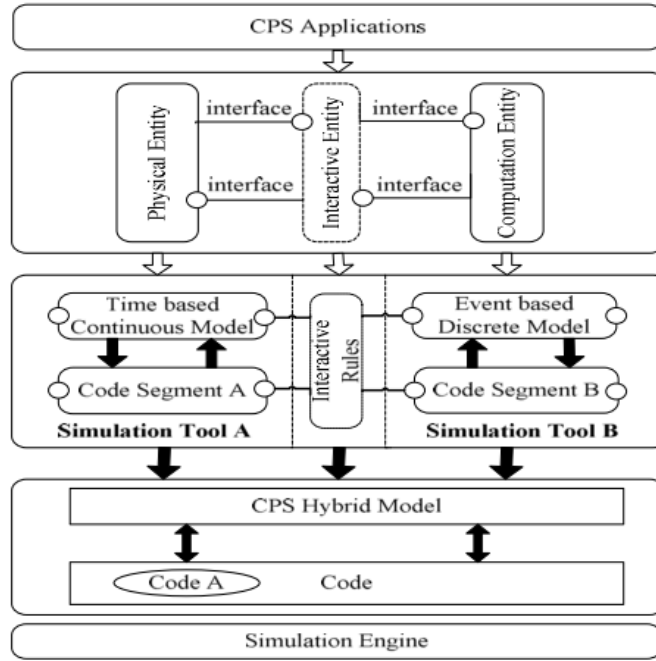 CPS Applications
interface
interface
Physical Entity
Interactive Entity
Computation Entity
interface
interface
Time based
Continuous Model
Interactive
Rules
Event based
Discrete Model
Code Segment A
Code Segment B
Simulation Tool A
Simulation Tool B
CPS Hybrid Model
Code A
Code
Simulation Engine